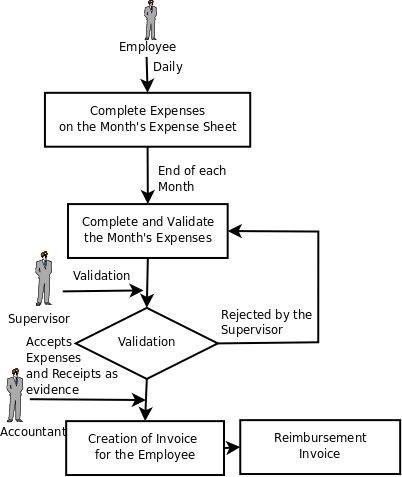 Employee
Daily
Complete Expenses
on the Month's Expense Sheet
End of each
Month
Complete and Validate
the Month's Expenses
Validation
Supervisor
Rejected by the
Supervisor
Validation
Accepts
Expenses
and Receipts as
evidence
Accountant
Creation of Invoice
for the Employee
Reimbursement
Invoice